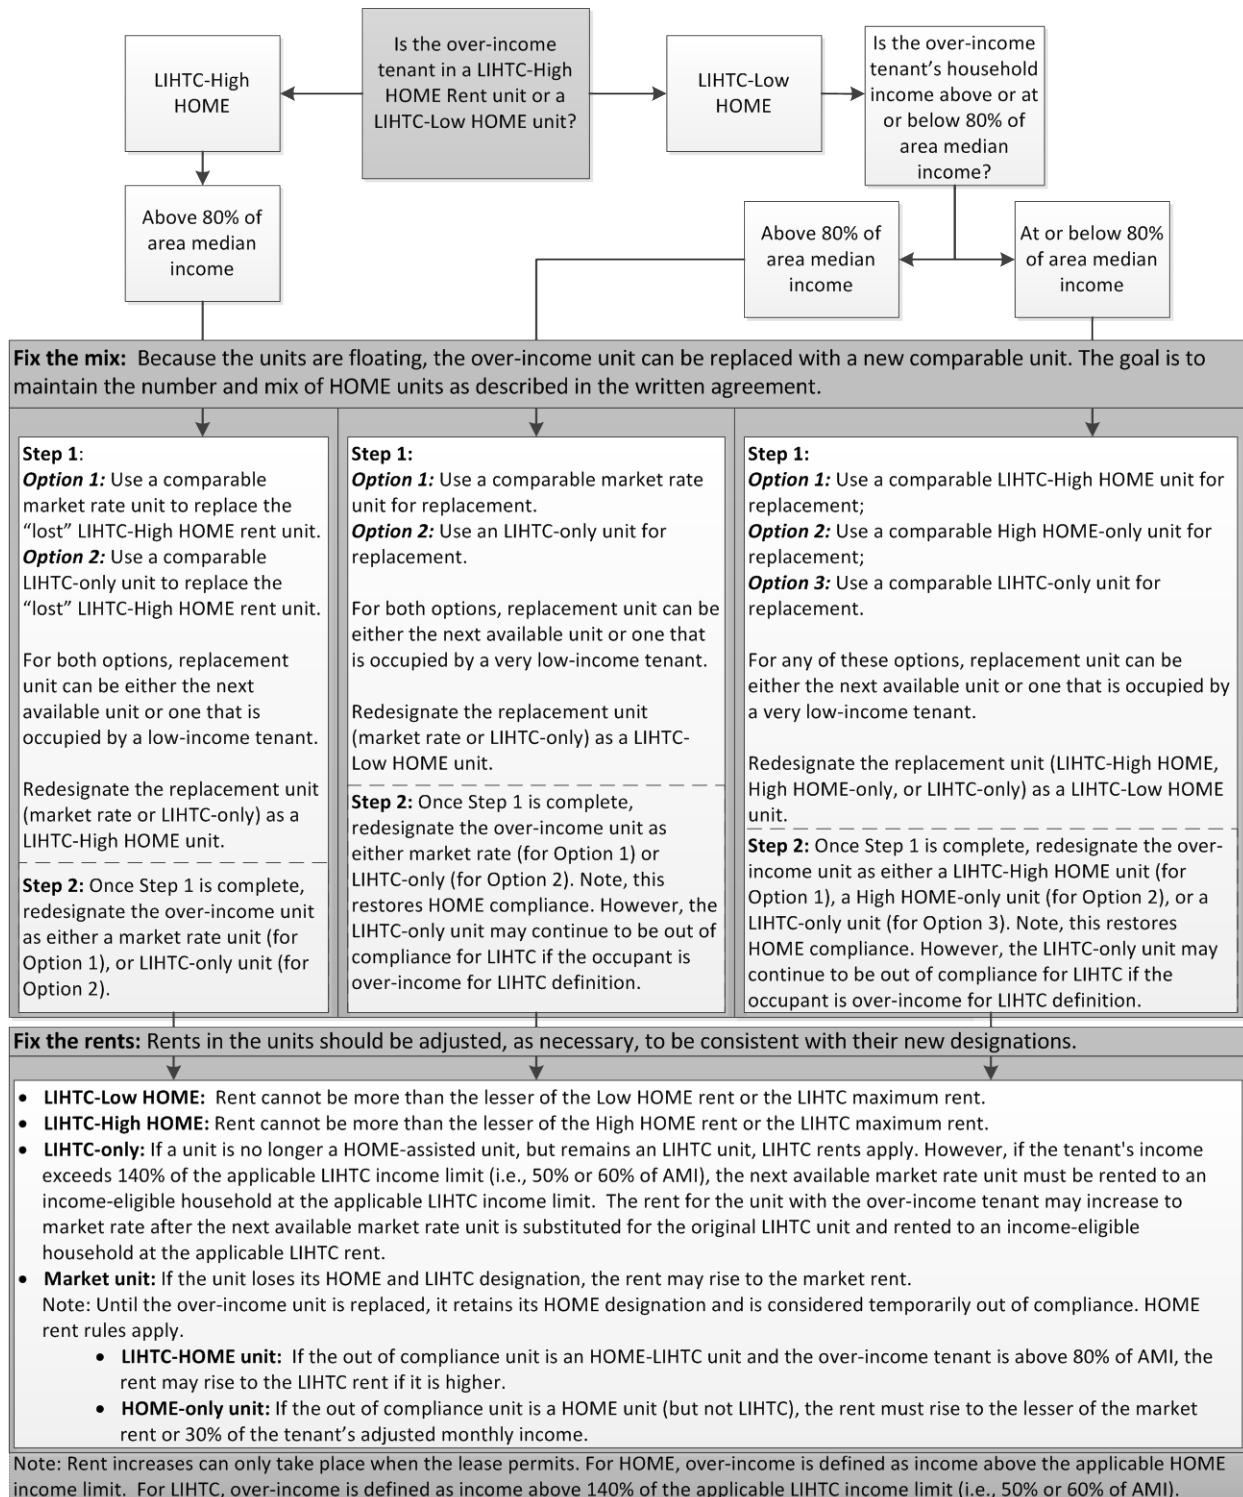 Is the over-income
tenant in a LIHTC-High
HOME Rent unit or a
LIHTC-Low HOME unit?
LIHTC-High
HOME
LIHTC-Low
HOME
Is the over-income
tenant’s household
income above or at
or below 80% of
area median
income?
Above 80% of
area median
income
Above 80% of
area median
income
At or below 80%
of area median
income
Fix the mix: Because the units are floating, the over-income unit can be replaced with a new comparable unit. The goal is to
maintain the number and mix of HOME units as described in the written agreement.
Step 1:
Option 1: Use a comparable
market rate unit to replace the
“lost” LIHTC-High HOME rent unit.
Option 2: Use a comparable
LIHTC-only unit to replace the
“lost” LIHTC-High HOME rent unit.
For both options, replacement
unit can be either the next
available unit or one that is
occupied by a low-income tenant.
Redesignate the replacement unit
(market rate or LIHTC-only) as a
LIHTC-High HOME unit.
Step 2: Once Step 1 is complete,
redesignate the over-income unit
as either a market rate unit (for
Option 1), or LIHTC-only unit (for
Option 2).
Step 1:
Option 1: Use a comparable market rate
unit for replacement.
Option 2: Use an LIHTC-only unit for
replacement.
For both options, replacement unit can be
either the next available unit or one that
is occupied by a very low-income tenant.
Redesignate the replacement unit
(market rate or LIHTC-only) as a LIHTC-
Low HOME unit.
Step 2: Once Step 1 is complete,
redesignate the over-income unit as
either market rate (for Option 1) or
LIHTC-only (for Option 2). Note, this
restores HOME compliance. However, the
LIHTC-only unit may continue to be out of
compliance for LIHTC if the occupant is
over-income for LIHTC definition.
Step 1:
Option 1: Use a comparable LIHTC-High HOME unit for
replacement;
Option 2: Use a comparable High HOME-only unit for
replacement;
Option 3: Use a comparable LIHTC-only unit for
replacement.
For any of these options, replacement unit can be
either the next available unit or one that is occupied by
a very low-income tenant.
Redesignate the replacement unit (LIHTC-High HOME,
High HOME-only, or LIHTC-only) as a LIHTC-Low HOME
unit.
Step 2: Once Step 1 is complete, redesignate the over-
income unit as either a LIHTC-High HOME unit (for
Option 1), a High HOME-only unit (for Option 2), or a
LIHTC-only unit (for Option 3). Note, this restores
HOME compliance. However, the LIHTC-only unit may
continue to be out of compliance for LIHTC if the
occupant is over-income for LIHTC definition.
Fix the rents: Rents in the units should be adjusted, as necessary, to be consistent with their new designations.
• LIHTC-Low HOME: Rent cannot be more than the lesser of the Low HOME rent or the LIHTC maximum rent.
• LIHTC-High HOME: Rent cannot be more than the lesser of the High HOME rent or the LIHTC maximum rent.
• LIHTC-only: If a unit is no longer a HOME-assisted unit, but remains an LIHTC unit, LIHTC rents apply. However, if the tenant's income
exceeds 140% of the applicable LIHTC income limit (i.e., 50% or 60% of AMI), the next available market rate unit must be rented to an
income-eligible household at the applicable LIHTC income limit. The rent for the unit with the over-income tenant may increase to
market rate after the next available market rate unit is substituted for the original LIHTC unit and rented to an income-eligible
household at the applicable LIHTC rent.
• Market unit: If the unit loses its HOME and LIHTC designation, the rent may rise to the market rent.
Note: Until the over-income unit is replaced, it retains its HOME designation and is considered temporarily out of compliance. HOME
rent rules apply.
• LIHTC-HOME unit: If the out of compliance unit is an HOME-LIHTC unit and the over-income tenant is above 80% of AMI, the
rent may rise to the LIHTC rent if it is higher.
• HOME-only unit: If the out of compliance unit is a HOME unit (but not LIHTC), the rent must rise to the lesser of the market
rent or 30% of the tenant’s adjusted monthly income.
Note: Rent increases can only take place when the lease permits. For HOME, over-income is defined as income above the applicable HOME
income limit. For LIHTC, over-income is defined as income above 140% of the applicable LIHTC income limit (i.e., 50% or 60% of AMI).